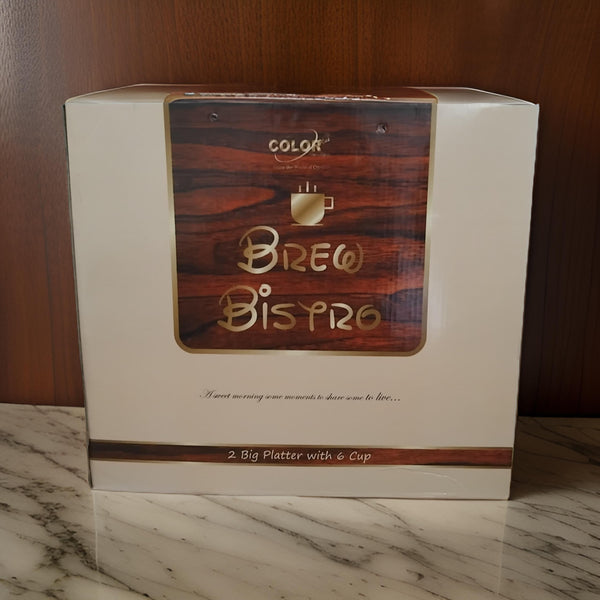 COLOR
BREW
BISTRO
A sweet morning some moments to share some to live...
2 Big Platter with 6 Cup